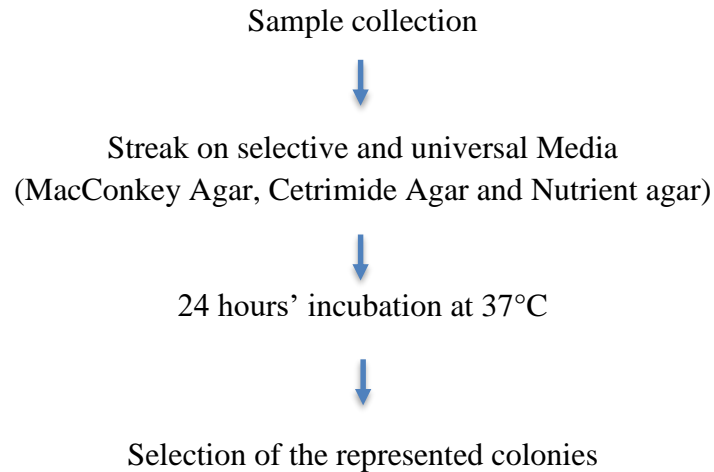 Sample collection
Streak on selective and universal Media
(MacConkey Agar, Cetrimide Agar and Nutrient agar)
24 hours’ incubation at 37°C
Selection of the represented colonies